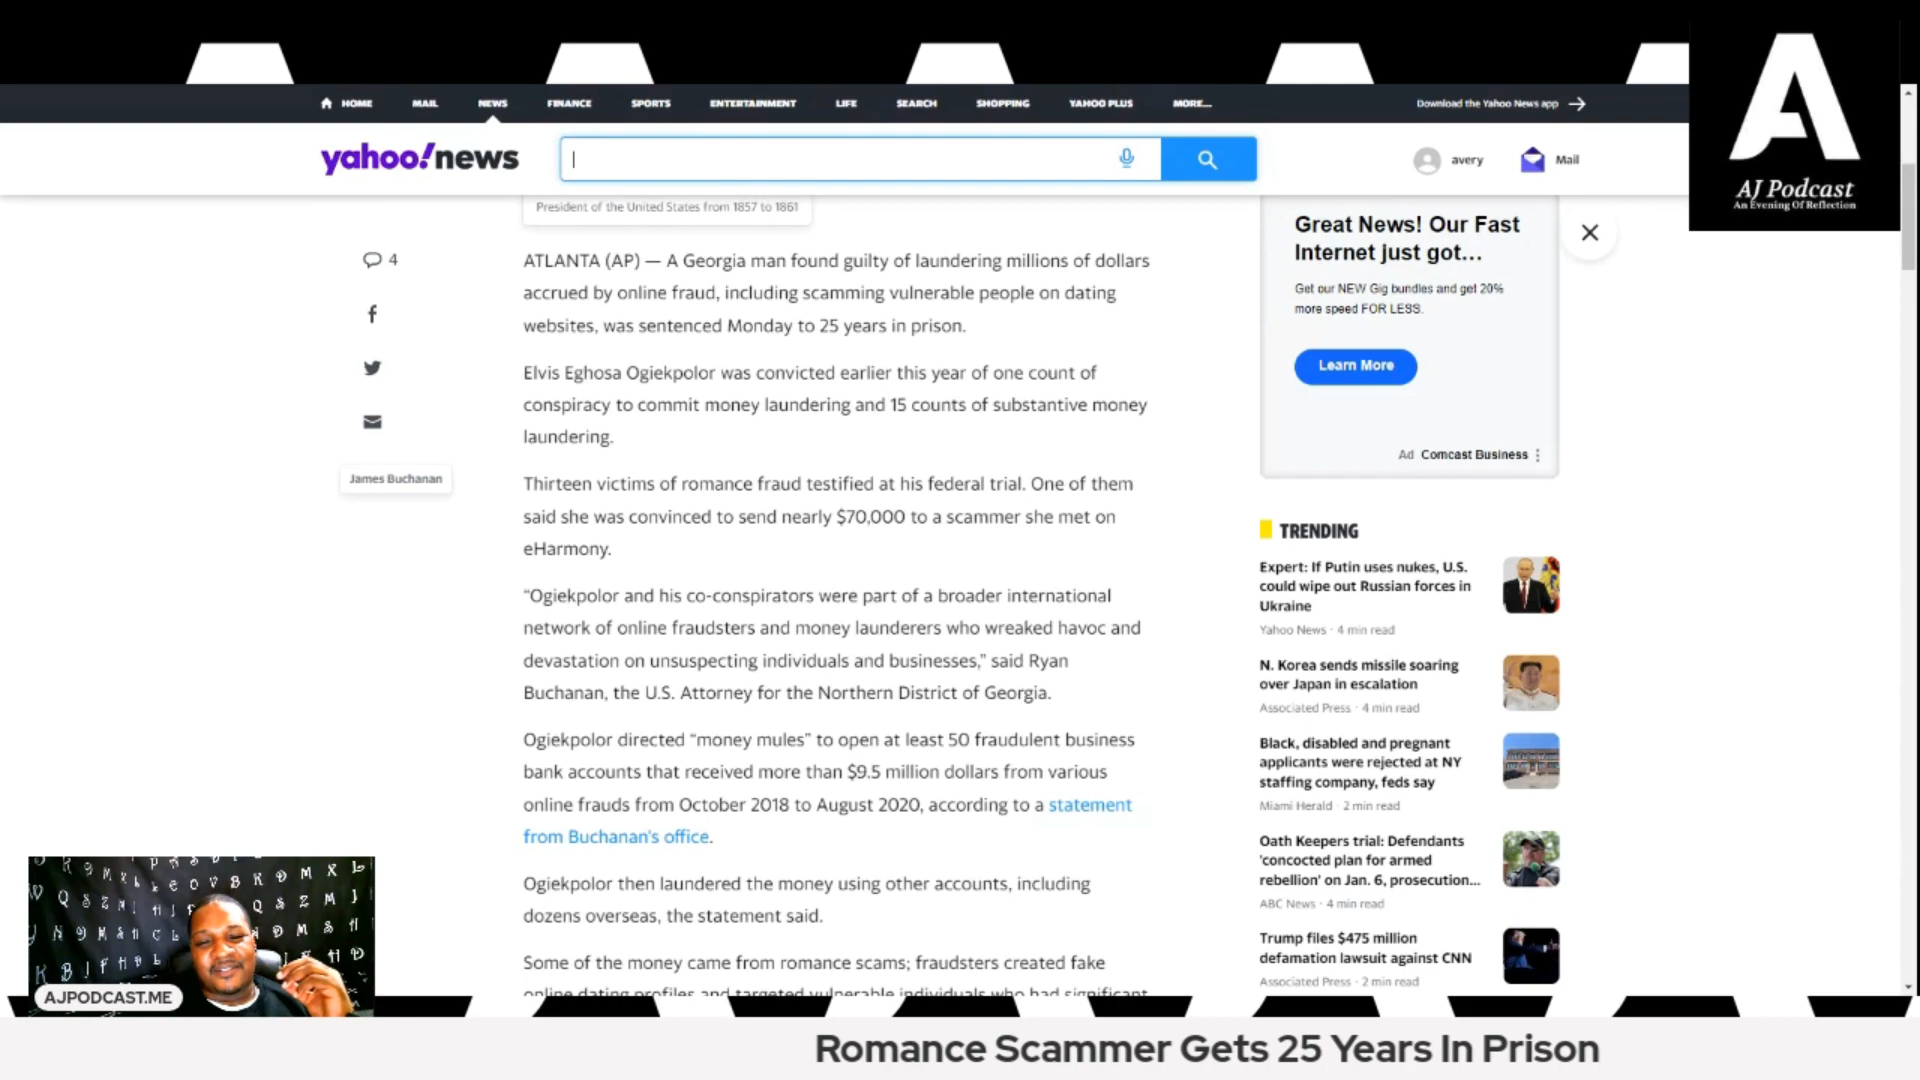 HOME MAIL NEWS FINANCE SPORTS ENTERTAINMENT LIFE SEARCH SHOPPING YAHOO PLUS MORE... Download the Yahoo News app
yahoo!news
avery Mail
A
AJ Podcast
An Evening Of Reflection
President of the United States from 1857 to 1861
4
James Buchanan
ATLANTA (AP) — A Georgia man found guilty of laundering millions of dollars
accrued by online fraud, including scamming vulnerable people on dating
websites, was sentenced Monday to 25 years in prison.
Elvis Eghosa Ogiekpolor was convicted earlier this year of one count of
conspiracy to commit money laundering and 15 counts of substantive money
laundering.
Thirteen victims of romance fraud testified at his federal trial. One of them
said she was convinced to send nearly $70,000 to a scammer she met on
eHarmony.
“Ogiekpolor and his co-conspirators were part of a broader international
network of online fraudsters and money launderers who wreaked havoc and
devastation on unsuspecting individuals and businesses,” said Ryan
Buchanan, the U.S. Attorney for the Northern District of Georgia.
Ogiekpolor directed “money mules” to open at least 50 fraudulent business
bank accounts that received more than $9.5 million dollars from various
online frauds from October 2018 to August 2020, according to a statement
from Buchanan's office.
Ogiekpolor then laundered the money using other accounts, including
dozens overseas, the statement said.
Some of the money came from romance scams; fraudsters created fake
online dating profiles and targeted vulnerable individuals who had significant
Great News! Our Fast
Internet just got...
Get our NEW Gig bundles and get 20%
more speed FOR LESS.
Learn More
Ad Comcast Business
TRENDING
Expert: If Putin uses nukes, U.S.
could wipe out Russian forces in
Ukraine
Yahoo News · 4 min read
N. Korea sends missile soaring
over Japan in escalation
Associated Press · 4 min read
Black, disabled and pregnant
applicants were rejected at NY
staffing company, feds say
Miami Herald · 2 min read
Oath Keepers trial: Defendants
'concocted plan for armed
rebellion' on Jan. 6, prosecution...
ABC News · 4 min read
Trump files $475 million
defamation lawsuit against CNN
Associated Press · 2 min read
AJPODCAST.ME
Romance Scammer Gets 25 Years In Prison